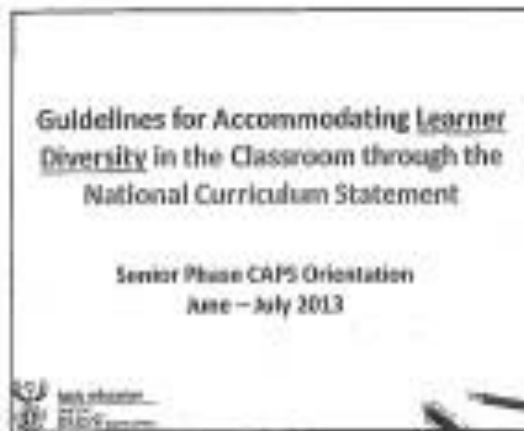 Guidelines for Accommodating Learner
Diversity in the Classroom through the
National Curriculum Statement
Senior Phase CAPS Orientation
June – July 2013